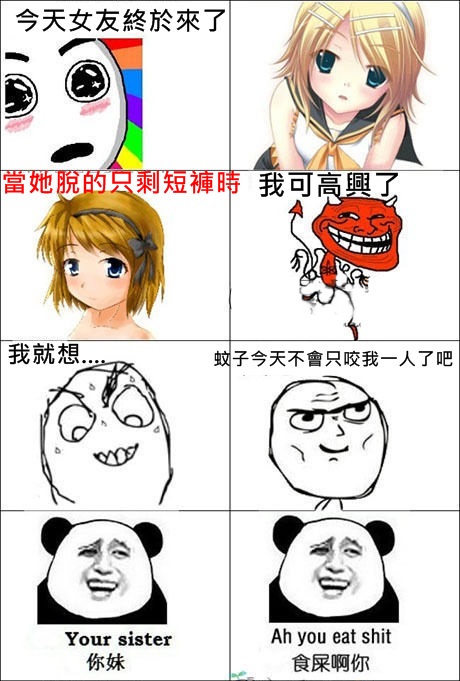 今天女友終於來了
當她脫的只剩短褲時
我可高興了
我就想....
蚊子今天不會只咬我一人了吧
Your sister
你妹
Ah you eat shit
食屎啊你